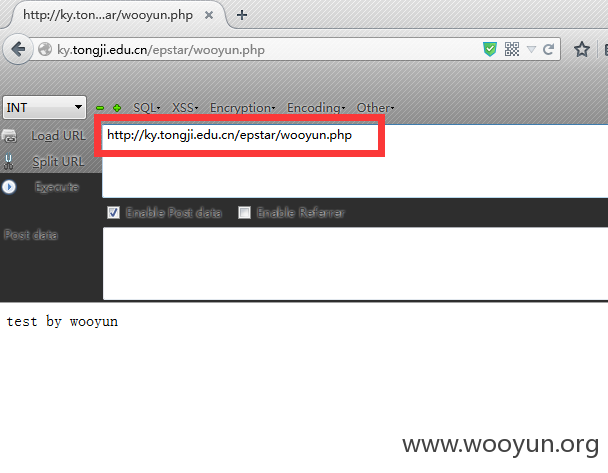 http://ky.ton...ar/wooyun.php
ky.tongji.edu.cn/epstar/wooyun.php
INT SQL XSS Encryption Encoding Other
Load URL http://ky.tongji.edu.cn/epstar/wooyun.php
Split URL
Execute
Enable Post data Enable Referrer
Post data
test by wooyun
www.wooyun.org